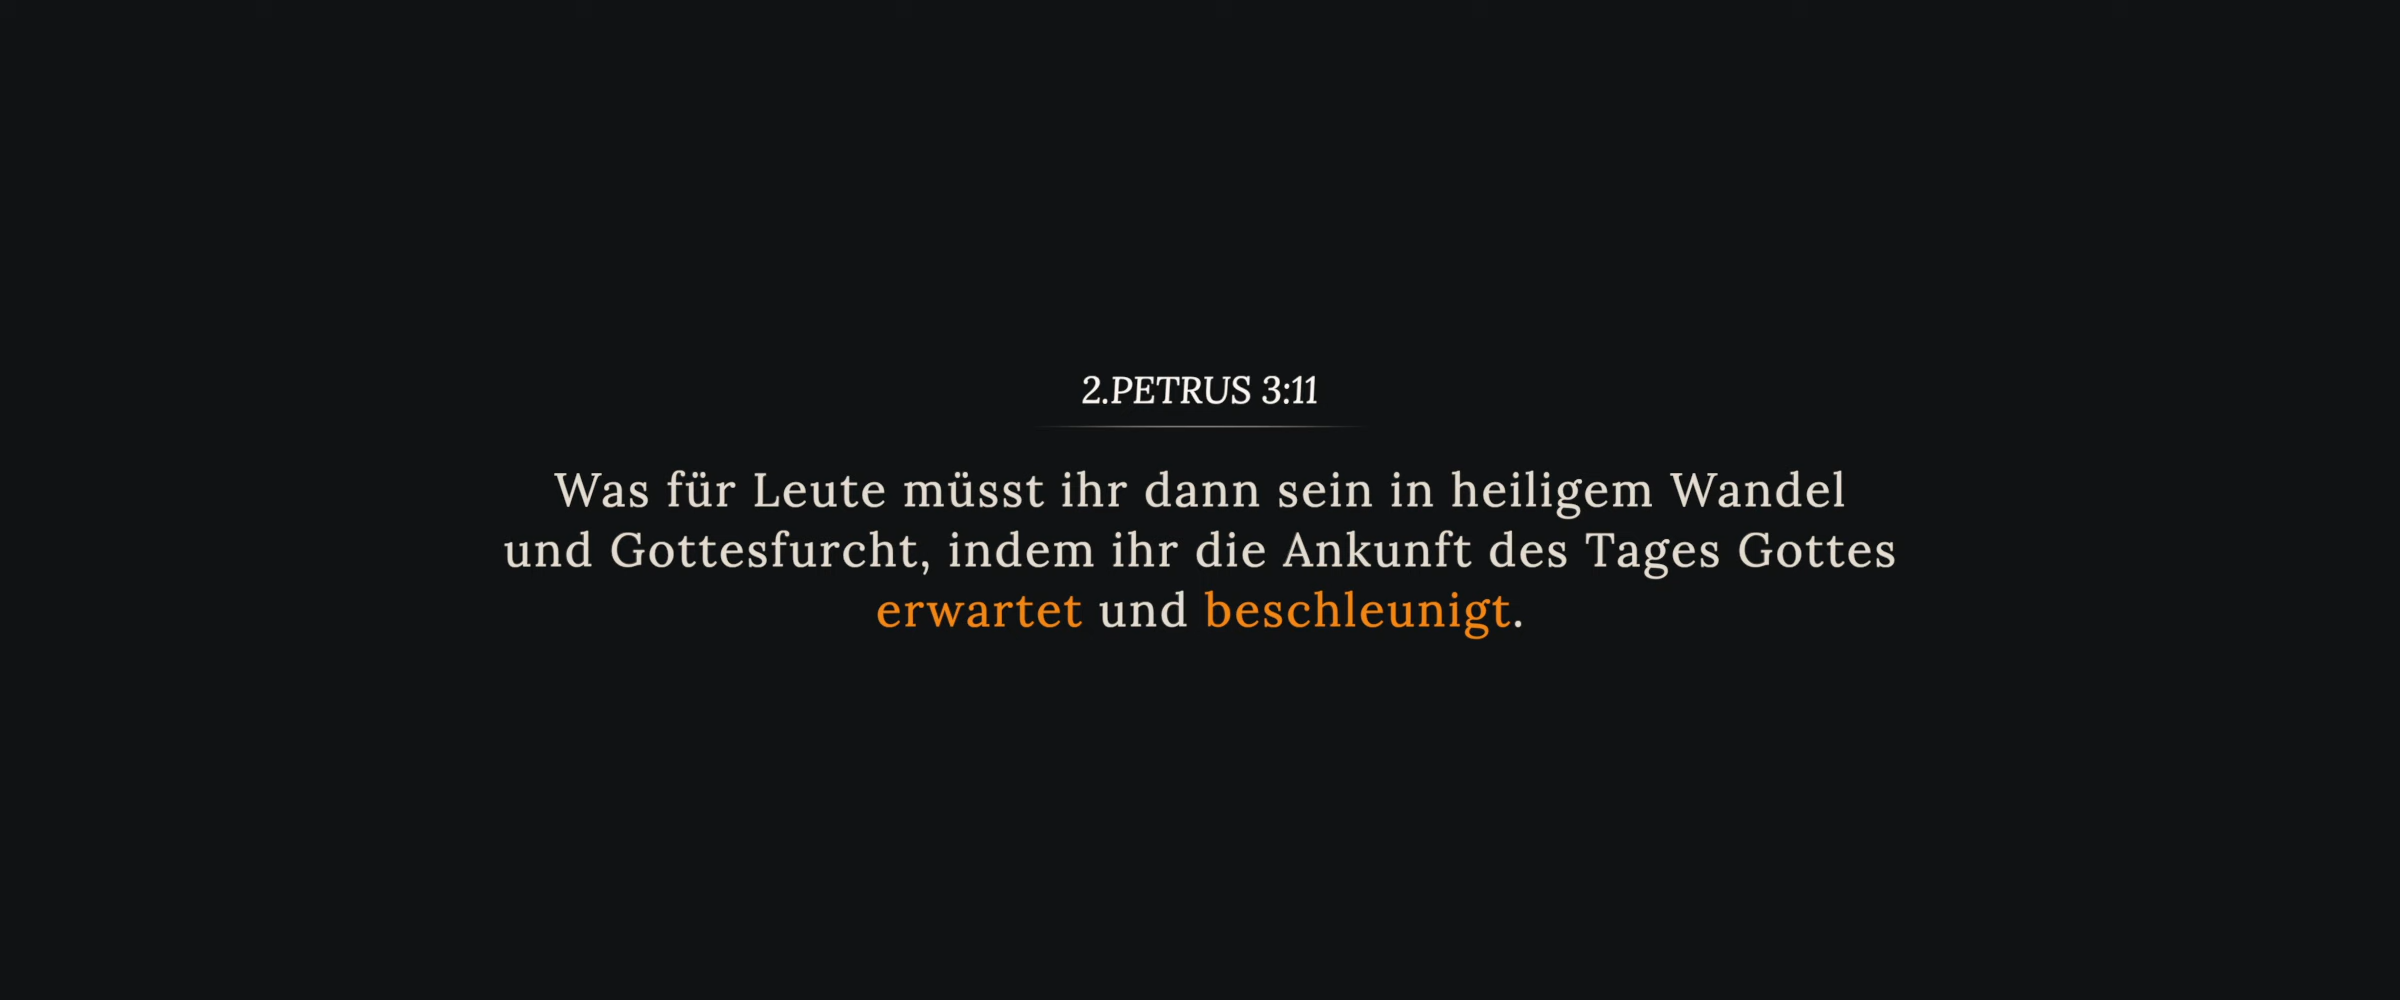 2.PETRUS 3:11
Was für Leute müsst ihr dann sein in heiligem Wandel
und Gottesfurcht, indem ihr die Ankunft des Tages Gottes
erwartet und beschleunigt.